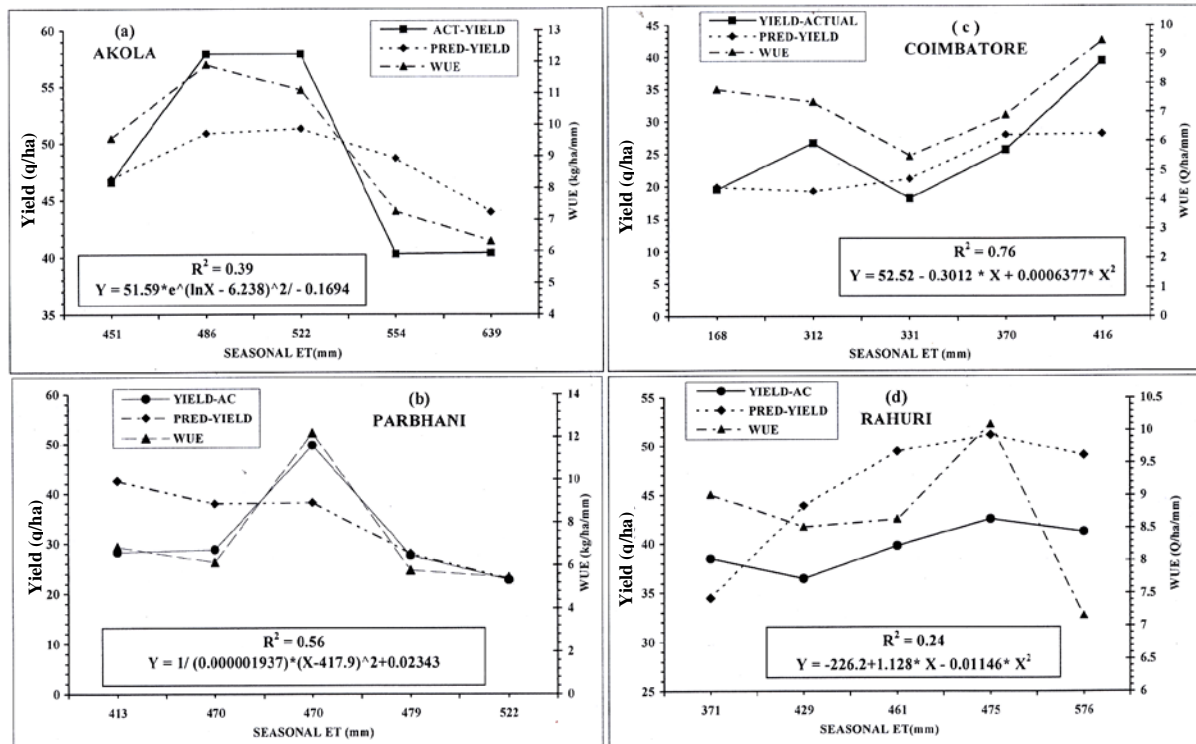 (a)
AKOLA
ACT-YIELD
PRED-YIELD
WUE
Yield (q/ha)
60
55
50
45
40
35
WUE (kg/ha/mm)
13
12
11
10
9
8
7
6
5
4
R² = 0.39
Y = 51.59*e^(lnX - 6.238)^2/ - 0.1694
451 486 522 554 639
SEASONAL ET(mm)
( c )
COIMBATORE
YIELD-ACTUAL
PRED-YIELD
WUE
Yield (q/ha)
45
40
35
30
25
20
15
10
5
0
WUE (Q/ha/mm)
10
9
8
7
6
5
4
3
2
1
0
R² = 0.76
Y = 52.52 - 0.3012 * X + 0.0006377* X²
168 312 331 370 416
SEASONAL ET(mm)
(b)
PARBHANI
YIELD-AC
PRED-YIELD
WUE
Yield (q/ha)
60
50
40
30
20
10
0
WUE (kg/ha/mm)
14
12
10
8
6
4
2
0
R² = 0.56
Y = 1/ (0.000001937)*(X-417.9)^2+0.02343
413 470 470 479 522
SEASONAL ET(mm)
(d)
RAHURI
YIELD-AC
PRED-YIELD
WUE
Yield (q/ha)
55
50
45
40
35
30
25
WUE (Q/ha/mm)
10.5
10
9.5
9
8.5
8
7.5
7
6.5
6
R² = 0.24
Y = -226.2+1.128* X - 0.01146* X²
371 429 461 475 576
SEASONAL ET(mm)